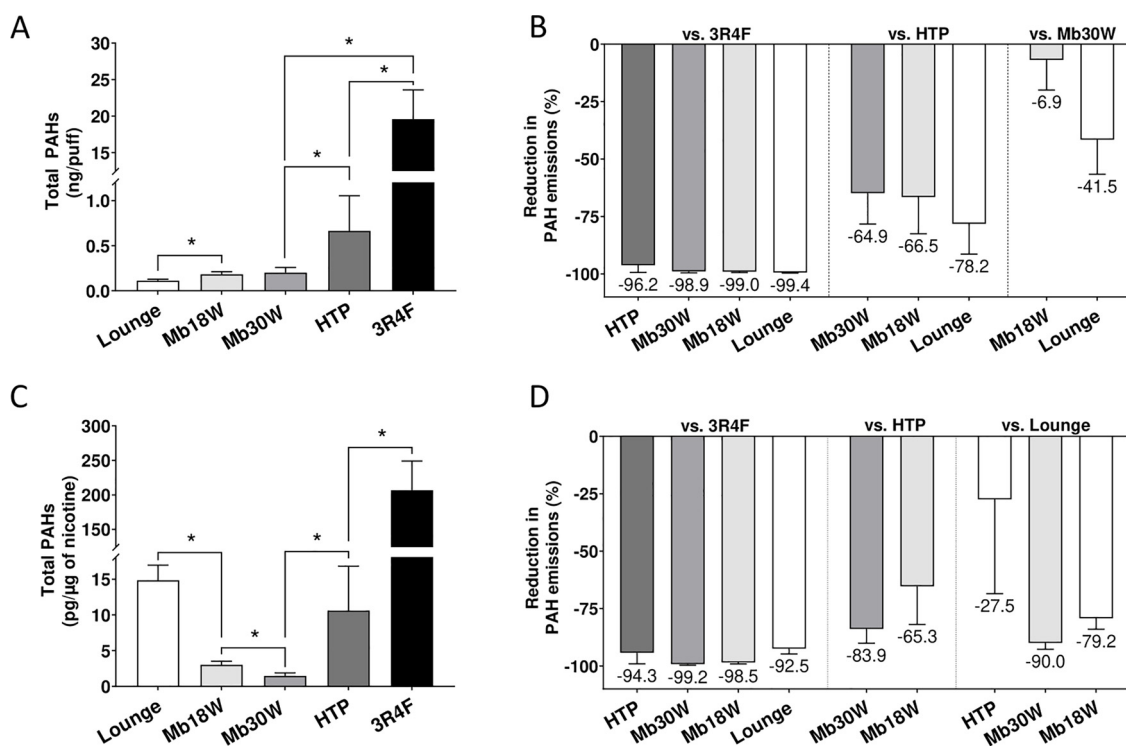 A
Total PAHs
(ng/puff)
30
25
20
15
1.0
0.5
0.0
*
*
*
*
Lounge
Mb18W
Mb30W
HTP
3R4F
B
Reduction in
PAH emissions (%)
vs. 3R4F
vs. HTP
vs. Mb30W
0
-25
-50
-75
-100
-96.2
-98.9
-99.0
-99.4
-64.9
-66.5
-78.2
-6.9
-41.5
HTP
Mb30W
Mb18W
Lounge
Mb30W
Mb18W
Lounge
Mb18W
Lounge
C
Total PAHs
(pg/µg of nicotine)
300
250
200
150
15
10
5
0
*
*
*
*
Lounge
Mb18W
Mb30W
HTP
3R4F
D
Reduction in
PAH emissions (%)
vs. 3R4F
vs. HTP
vs. Lounge
0
-25
-50
-75
-100
-94.3
-99.2
-98.5
-92.5
-83.9
-65.3
-27.5
-90.0
-79.2
HTP
Mb30W
Mb18W
Lounge
Mb30W
Mb18W
HTP
Mb30W
Mb18W